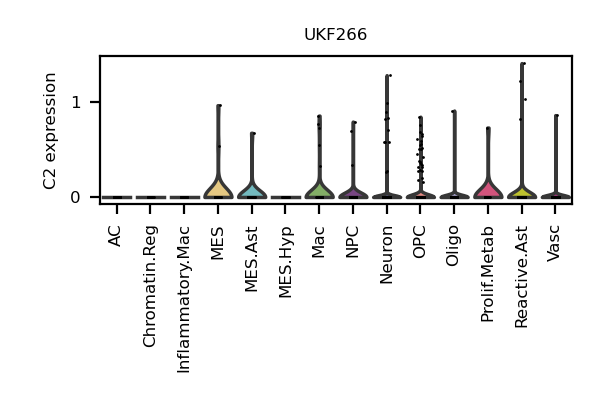 UKF266
C2 expression
1
0
AC
Chromatin.Reg
Inflammatory.Mac
MES
MES.Ast
MES.Hyp
Mac
NPC
Neuron
OPC
Oligo
Prolif.Metab
Reactive.Ast
Vasc